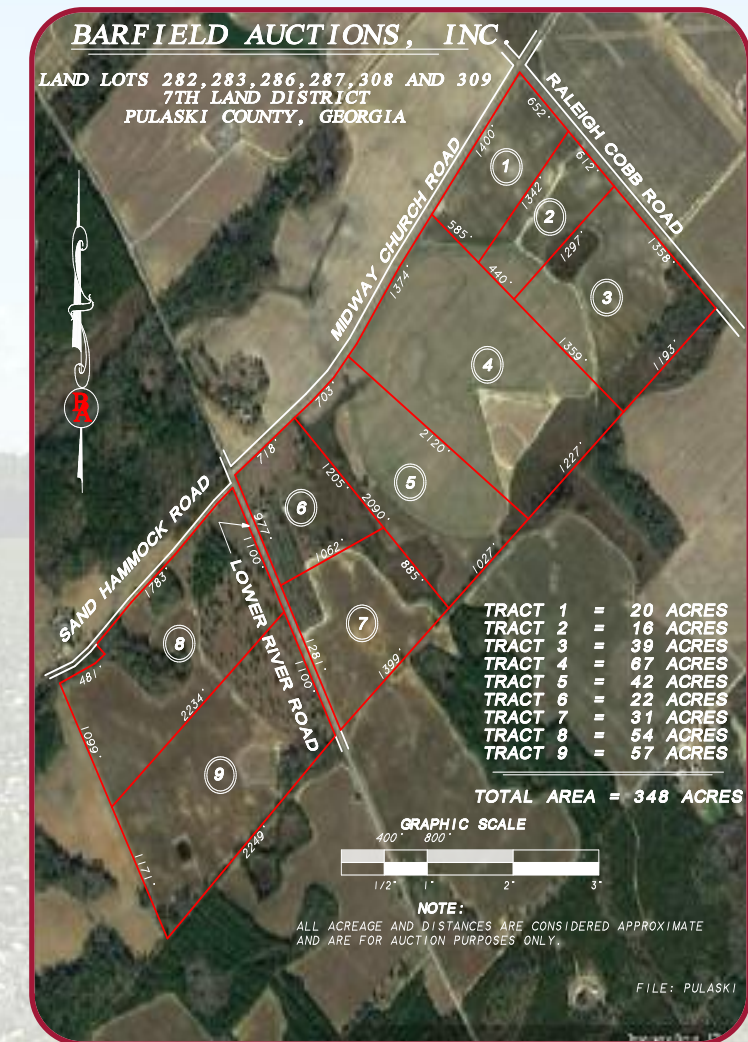 BARFIELD AUCTIONS, INC.
LAND LOTS 282,283,286,287,308 AND 309
7TH LAND DISTRICT
PULASKI COUNTY, GEORGIA
RALEIGH COBB ROAD
MIDWAY CHURCH ROAD
SAND HAMMOCK ROAD
LOWER RIVER ROAD
BA
652'
1400'
1
1342'
612'
2
1297'
1358'
585'
440'
3
1374'
1359'
1193'
4
703'
2120'
1227'
718'
1205'
2090'
5
6
977'
1100'
1062'
885'
1027'
1783'
7
8
1281'
1100'
1399'
481'
2234'
1099'
9
2249'
1171'
TRACT 1 = 20 ACRES
TRACT 2 = 16 ACRES
TRACT 3 = 39 ACRES
TRACT 4 = 67 ACRES
TRACT 5 = 42 ACRES
TRACT 6 = 22 ACRES
TRACT 7 = 31 ACRES
TRACT 8 = 54 ACRES
TRACT 9 = 57 ACRES
TOTAL AREA = 348 ACRES
GRAPHIC SCALE
400' 800'
1/2" 1" 2" 3"
NOTE:
ALL ACREAGE AND DISTANCES ARE CONSIDERED APPROXIMATE
AND ARE FOR AUCTION PURPOSES ONLY.
FILE: PULASKI